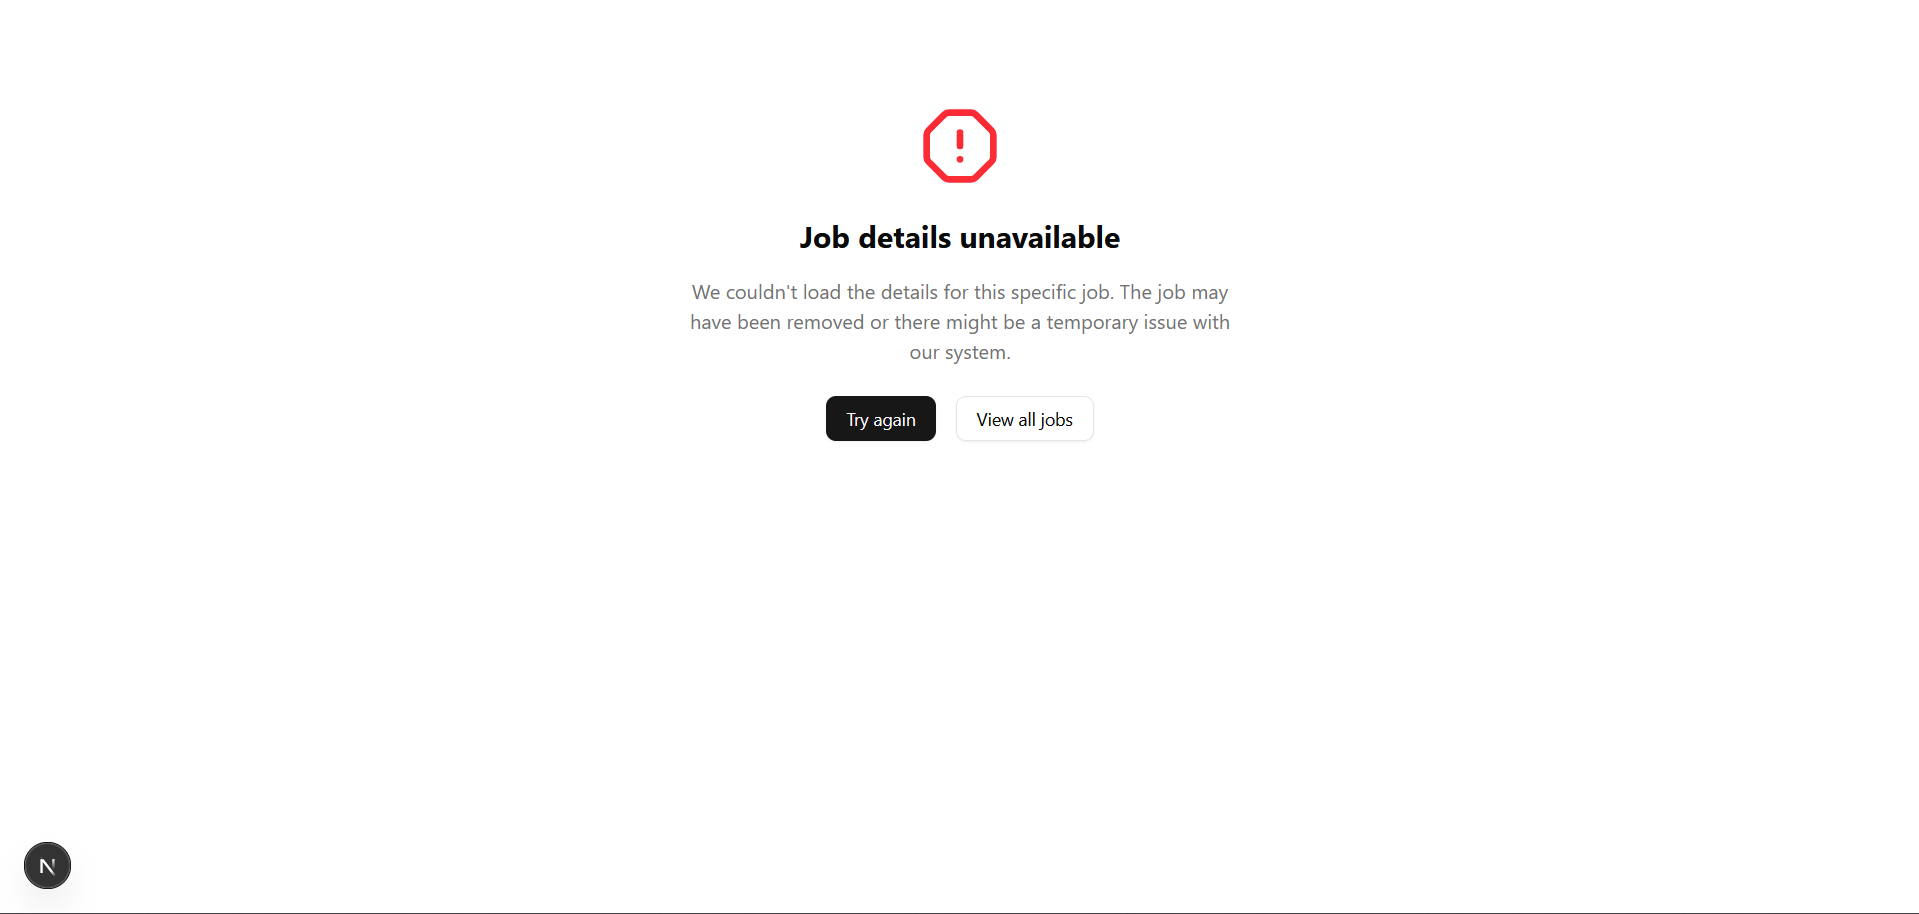 Job details unavailable
We couldn't load the details for this specific job. The job may
have been removed or there might be a temporary issue with
our system.
Try again
View all jobs
N